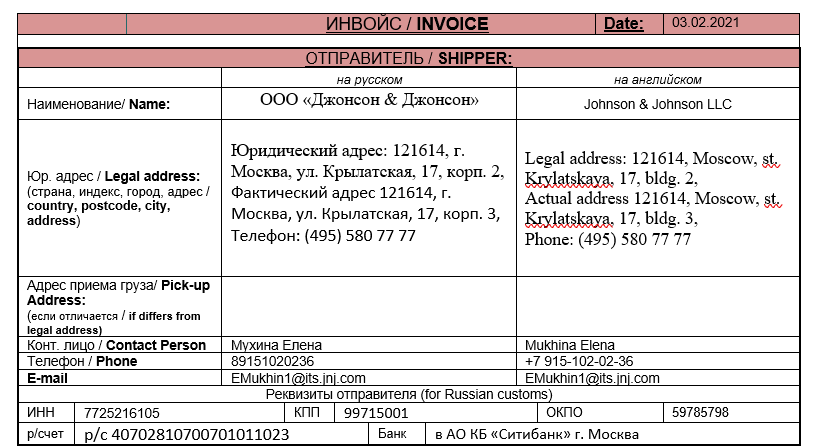 ИНВОЙС / INVOICE Date: 03.02.2021
ОТПРАВИТЕЛЬ / SHIPPER:
на русском на английском
Наименование/ Name: ООО «Джонсон & Джонсон» Johnson & Johnson LLC
Юр. адрес / Legal address:
(страна, индекс, город, адрес /
country, postcode, city,
address)
Юридический адрес: 121614, г.
Москва, ул. Крылатская, 17, корп. 2,
Фактический адрес 121614, г.
Москва, ул. Крылатская, 17, корп. 3,
Телефон: (495) 580 77 77
Legal address: 121614, Moscow, st.
Krylatskaya, 17, bldg. 2,
Actual address 121614, Moscow, st.
Krylatskaya, 17, bldg. 3,
Phone: (495) 580 77 77
Адрес приема груза/ Pick-up
Address:
(если отличается / if differs from
legal address)
Конт. лицо / Contact Person Мухина Елена Mukhina Elena
Телефон / Phone 89151020236 +7 915-102-02-36
E-mail EMukhin1@its.jnj.com EMukhin1@its.jnj.com
Реквизиты отправителя (for Russian customs)
ИНН 7725216105 КПП 99715001 ОКПО 59785798
р/счет р/с 40702810700701011023 Банк в АО КБ «Ситибанк» г. Москва